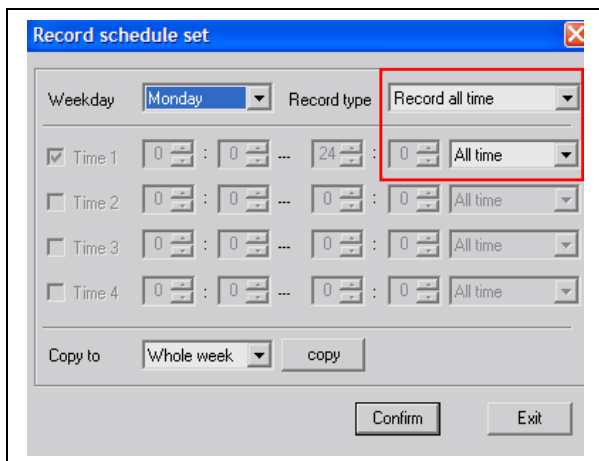 Record schedule set
Weekday Monday Record type Record all time
Time 1 0 : 0 ... 24 : 0 All time
Time 2 0 : 0 ... 0 : 0 All time
Time 3 0 : 0 ... 0 : 0 All time
Time 4 0 : 0 ... 0 : 0 All time
Copy to Whole week copy
Confirm Exit